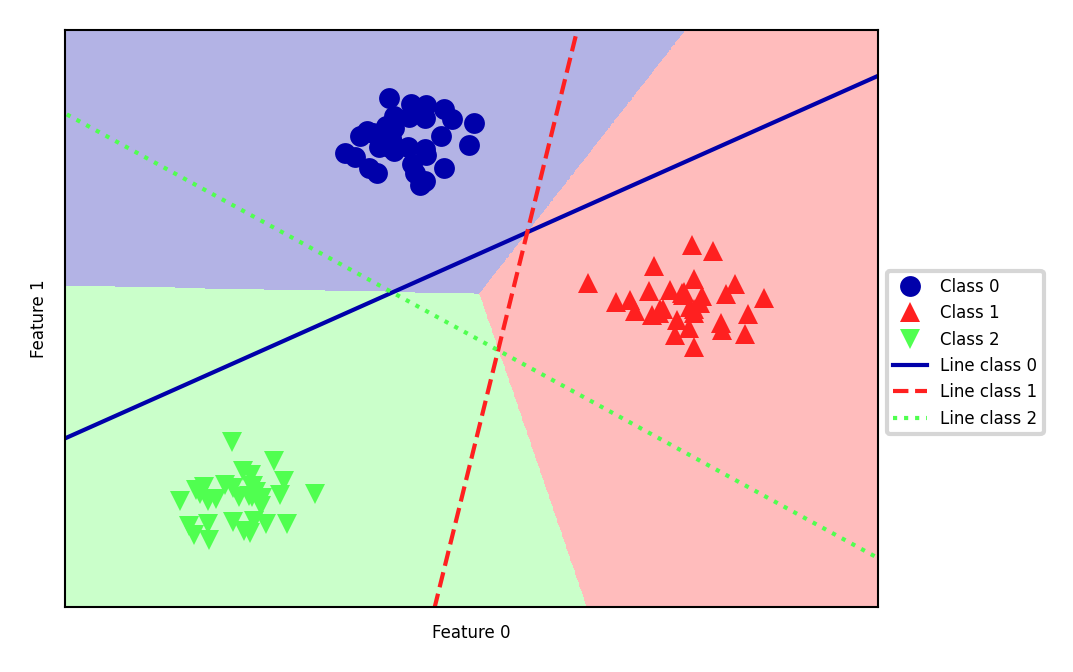 Feature 1
Feature 0
Class 0
Class 1
Class 2
Line class 0
Line class 1
Line class 2